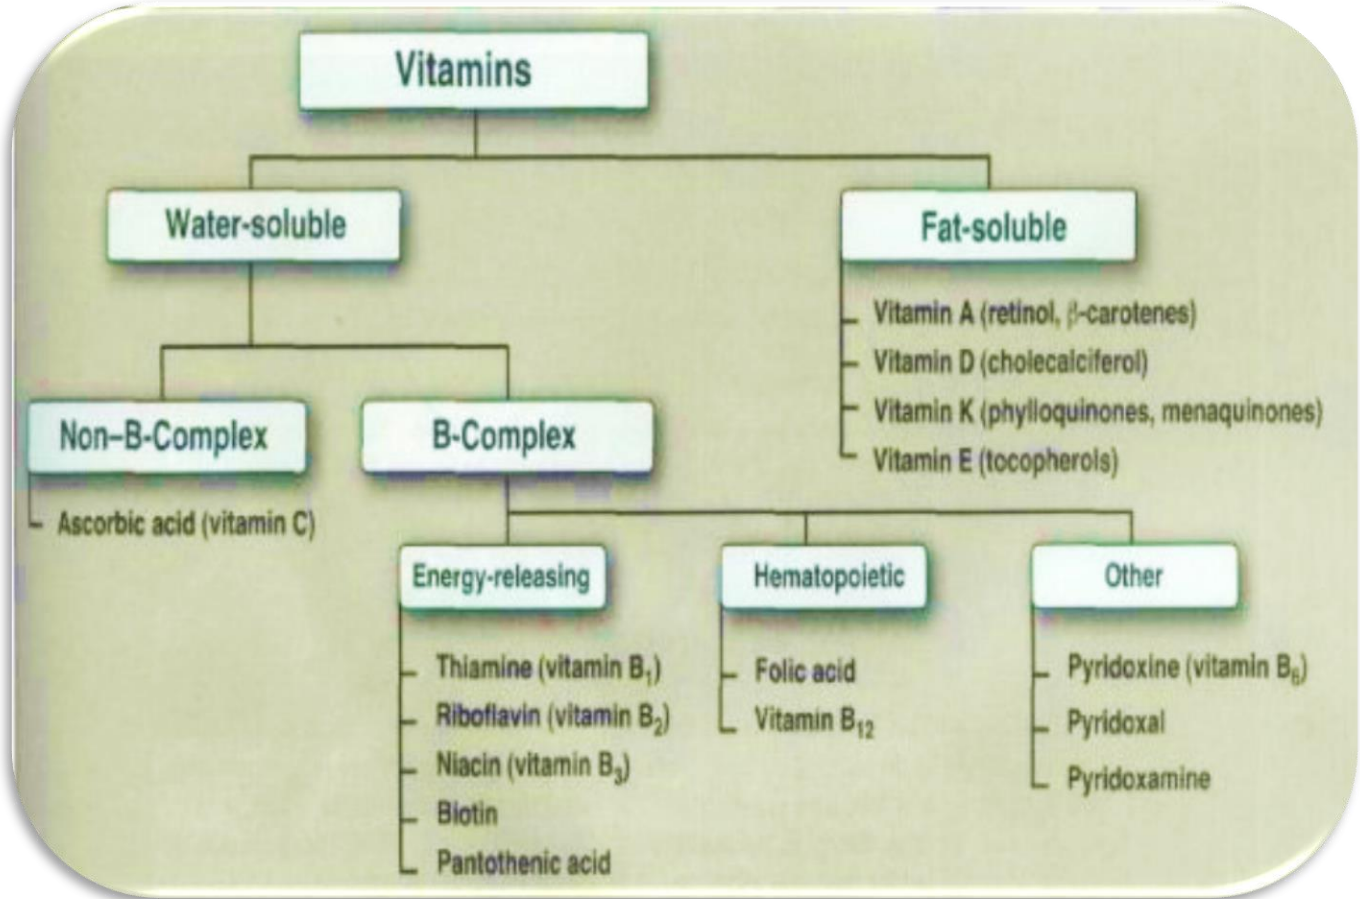 Vitamins
Water-soluble
Fat-soluble
Vitamin A (retinol, β-carotenes)
Vitamin D (cholecalciferol)
Vitamin K (phylloquinones, menaquinones)
Vitamin E (tocopherols)
Non–B-Complex
B-Complex
Ascorbic acid (vitamin C)
Energy-releasing
Hematopoietic
Other
Thiamine (vitamin B₁)
Riboflavin (vitamin B₂)
Niacin (vitamin B₃)
Biotin
Pantothenic acid
Folic acid
Vitamin B₁₂
Pyridoxine (vitamin B₆)
Pyridoxal
Pyridoxamine